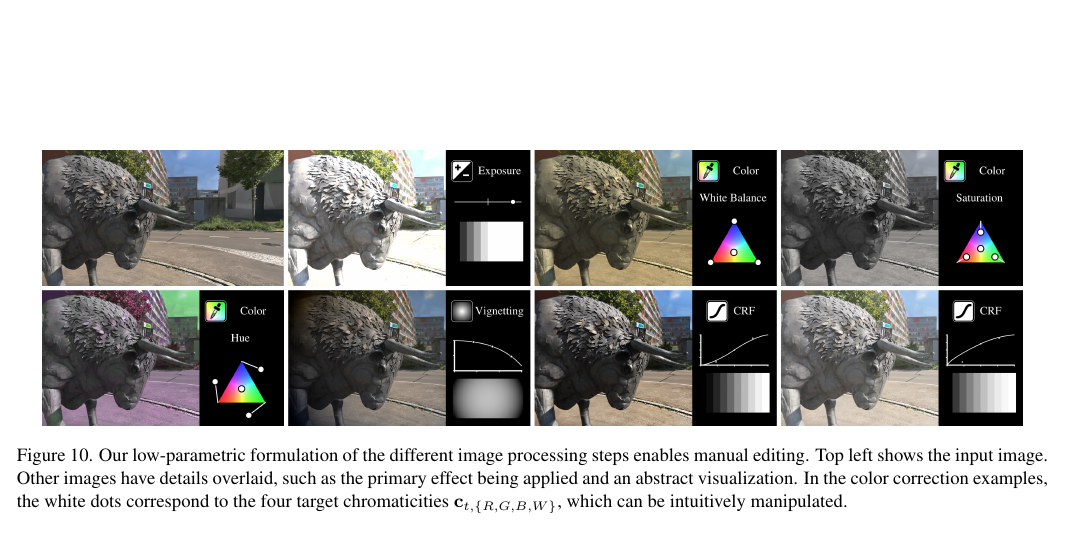 Exposure
Color
White Balance
Color
Saturation
Color
Hue
Vignetting
CRF
CRF
Figure 10. Our low-parametric formulation of the different image processing steps enables manual editing. Top left shows the input image.
Other images have details overlaid, such as the primary effect being applied and an abstract visualization. In the color correction examples,
the white dots correspond to the four target chromaticities c_{t,{R,G,B,W}}, which can be intuitively manipulated.